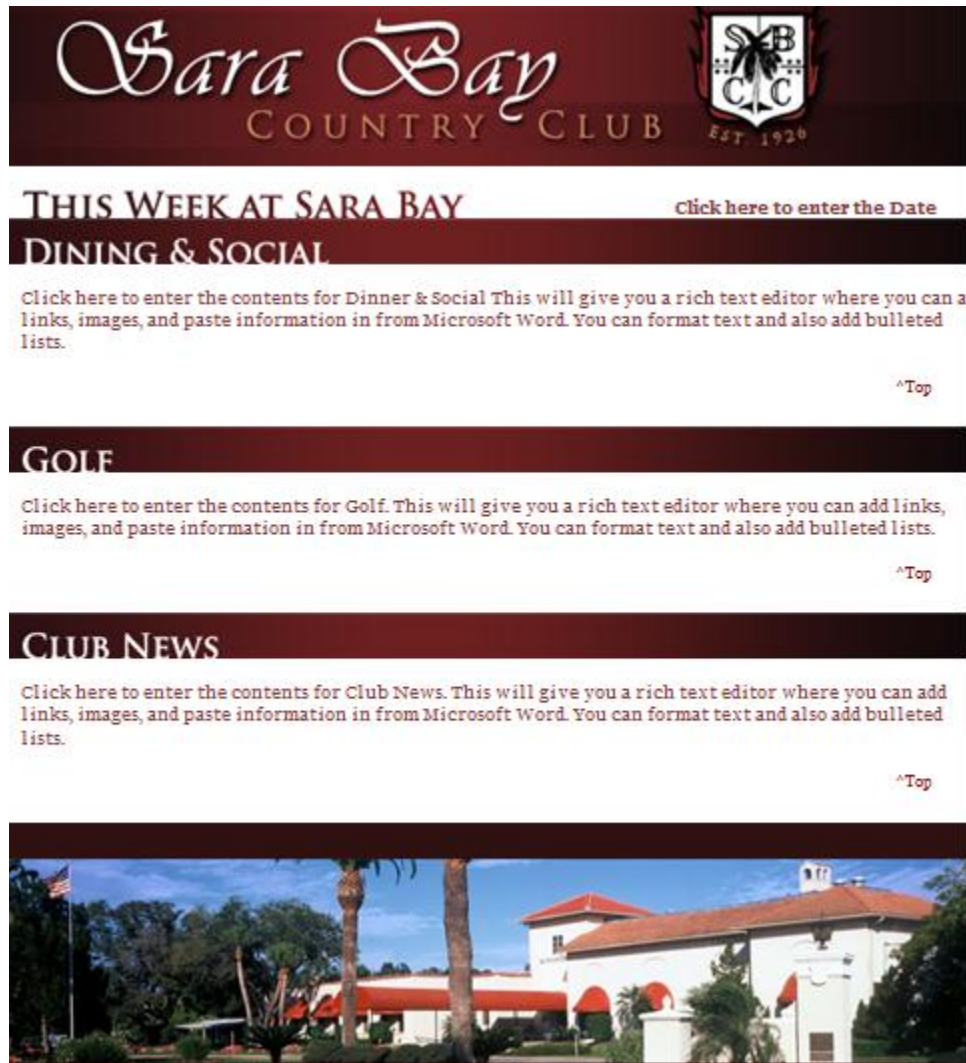 Sara Bay
COUNTRY CLUB
S B
C C
EST. 1926
THIS WEEK AT SARA BAY
Click here to enter the Date
DINING & SOCIAL
Click here to enter the contents for Dinner & Social This will give you a rich text editor where you can a
links, images, and paste information in from Microsoft Word. You can format text and also add bulleted
lists.
^Top
GOLF
Click here to enter the contents for Golf. This will give you a rich text editor where you can add links,
images, and paste information in from Microsoft Word. You can format text and also add bulleted lists.
^Top
CLUB NEWS
Click here to enter the contents for Club News. This will give you a rich text editor where you can add
links, images, and paste information in from Microsoft Word. You can format text and also add bulleted
lists.
^Top